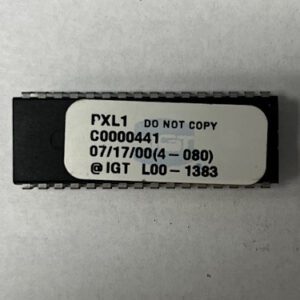 PXL1 DO NOT COPY
C0000441
07/17/00(4-080)
@IGT L00-1383